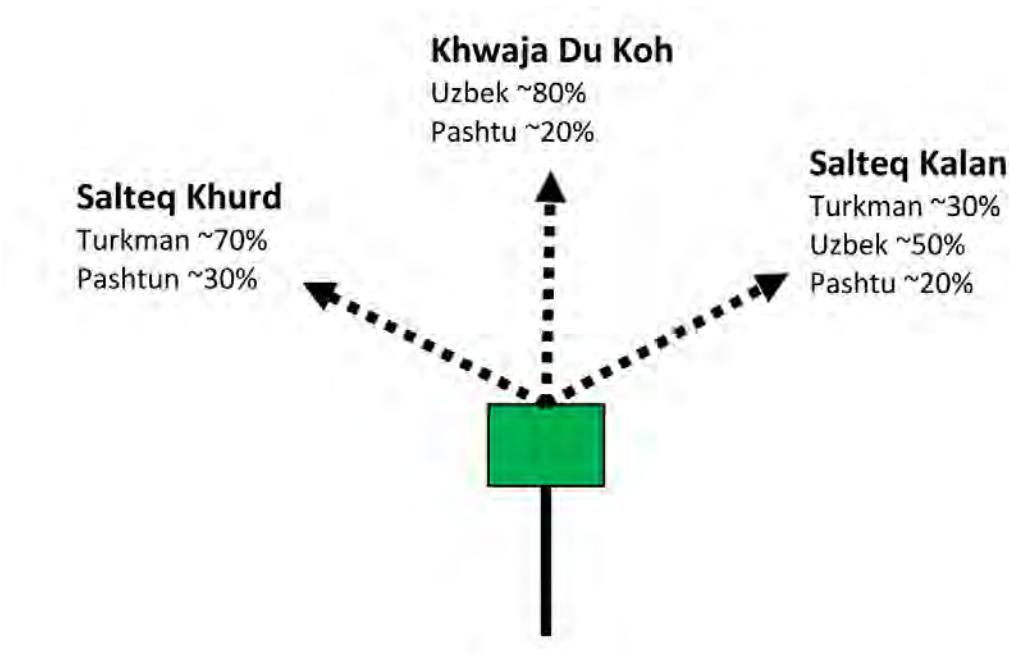 Khwaja Du Koh
Uzbek ~80%
Pashtu ~20%
Salteq Khurd
Turkman ~70%
Pashtun ~30%
Salteq Kalan
Turkman ~30%
Uzbek ~50%
Pashtu ~20%